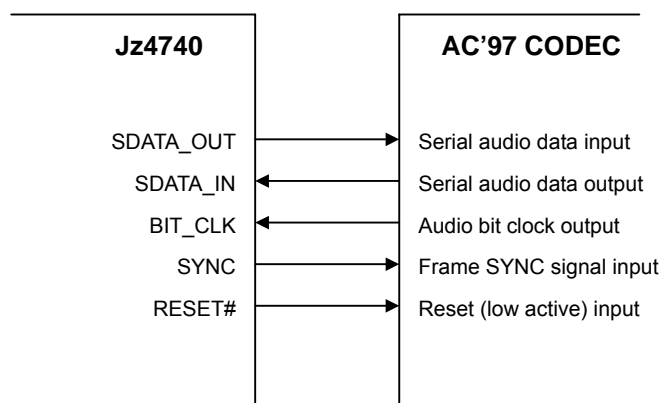 Jz4740 AC’97 CODEC
SDATA_OUT Serial audio data input
SDATA_IN Serial audio data output
BIT_CLK Audio bit clock output
SYNC Frame SYNC signal input
RESET# Reset (low active) input